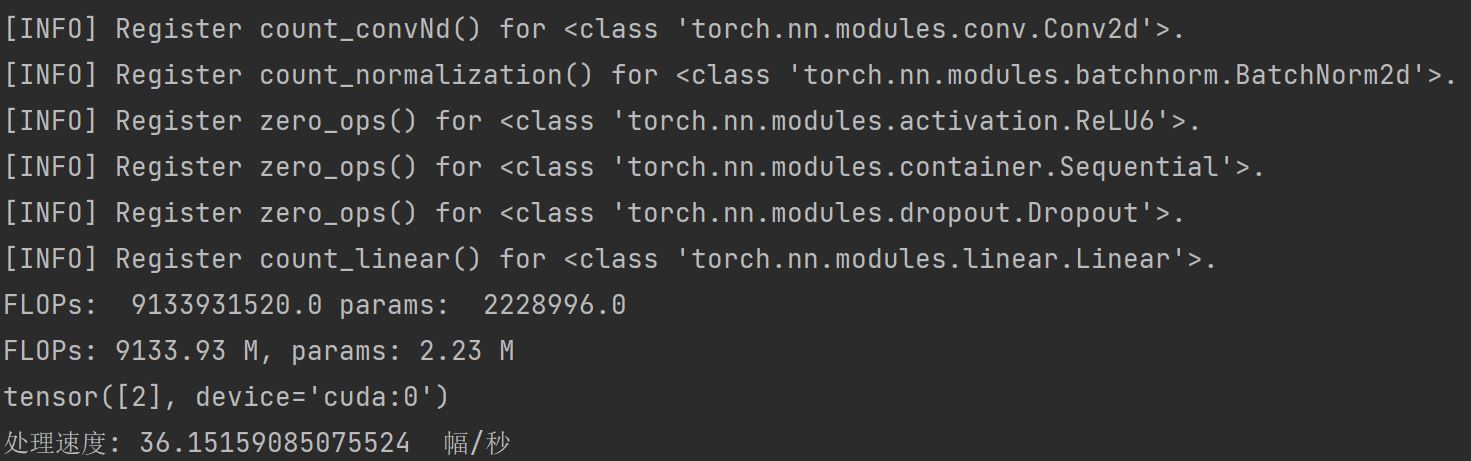 [INFO] Register count_convNd() for <class 'torch.nn.modules.conv.Conv2d'>.
[INFO] Register count_normalization() for <class 'torch.nn.modules.batchnorm.BatchNorm2d'>.
[INFO] Register zero_ops() for <class 'torch.nn.modules.activation.ReLU6'>.
[INFO] Register zero_ops() for <class 'torch.nn.modules.container.Sequential'>.
[INFO] Register zero_ops() for <class 'torch.nn.modules.dropout.Dropout'>.
[INFO] Register count_linear() for <class 'torch.nn.modules.linear.Linear'>.
FLOPs:  9133931520.0 params:  2228996.0
FLOPs: 9133.93 M, params: 2.23 M
tensor([2], device='cuda:0')
处理速度: 36.15159085075524  幅/秒